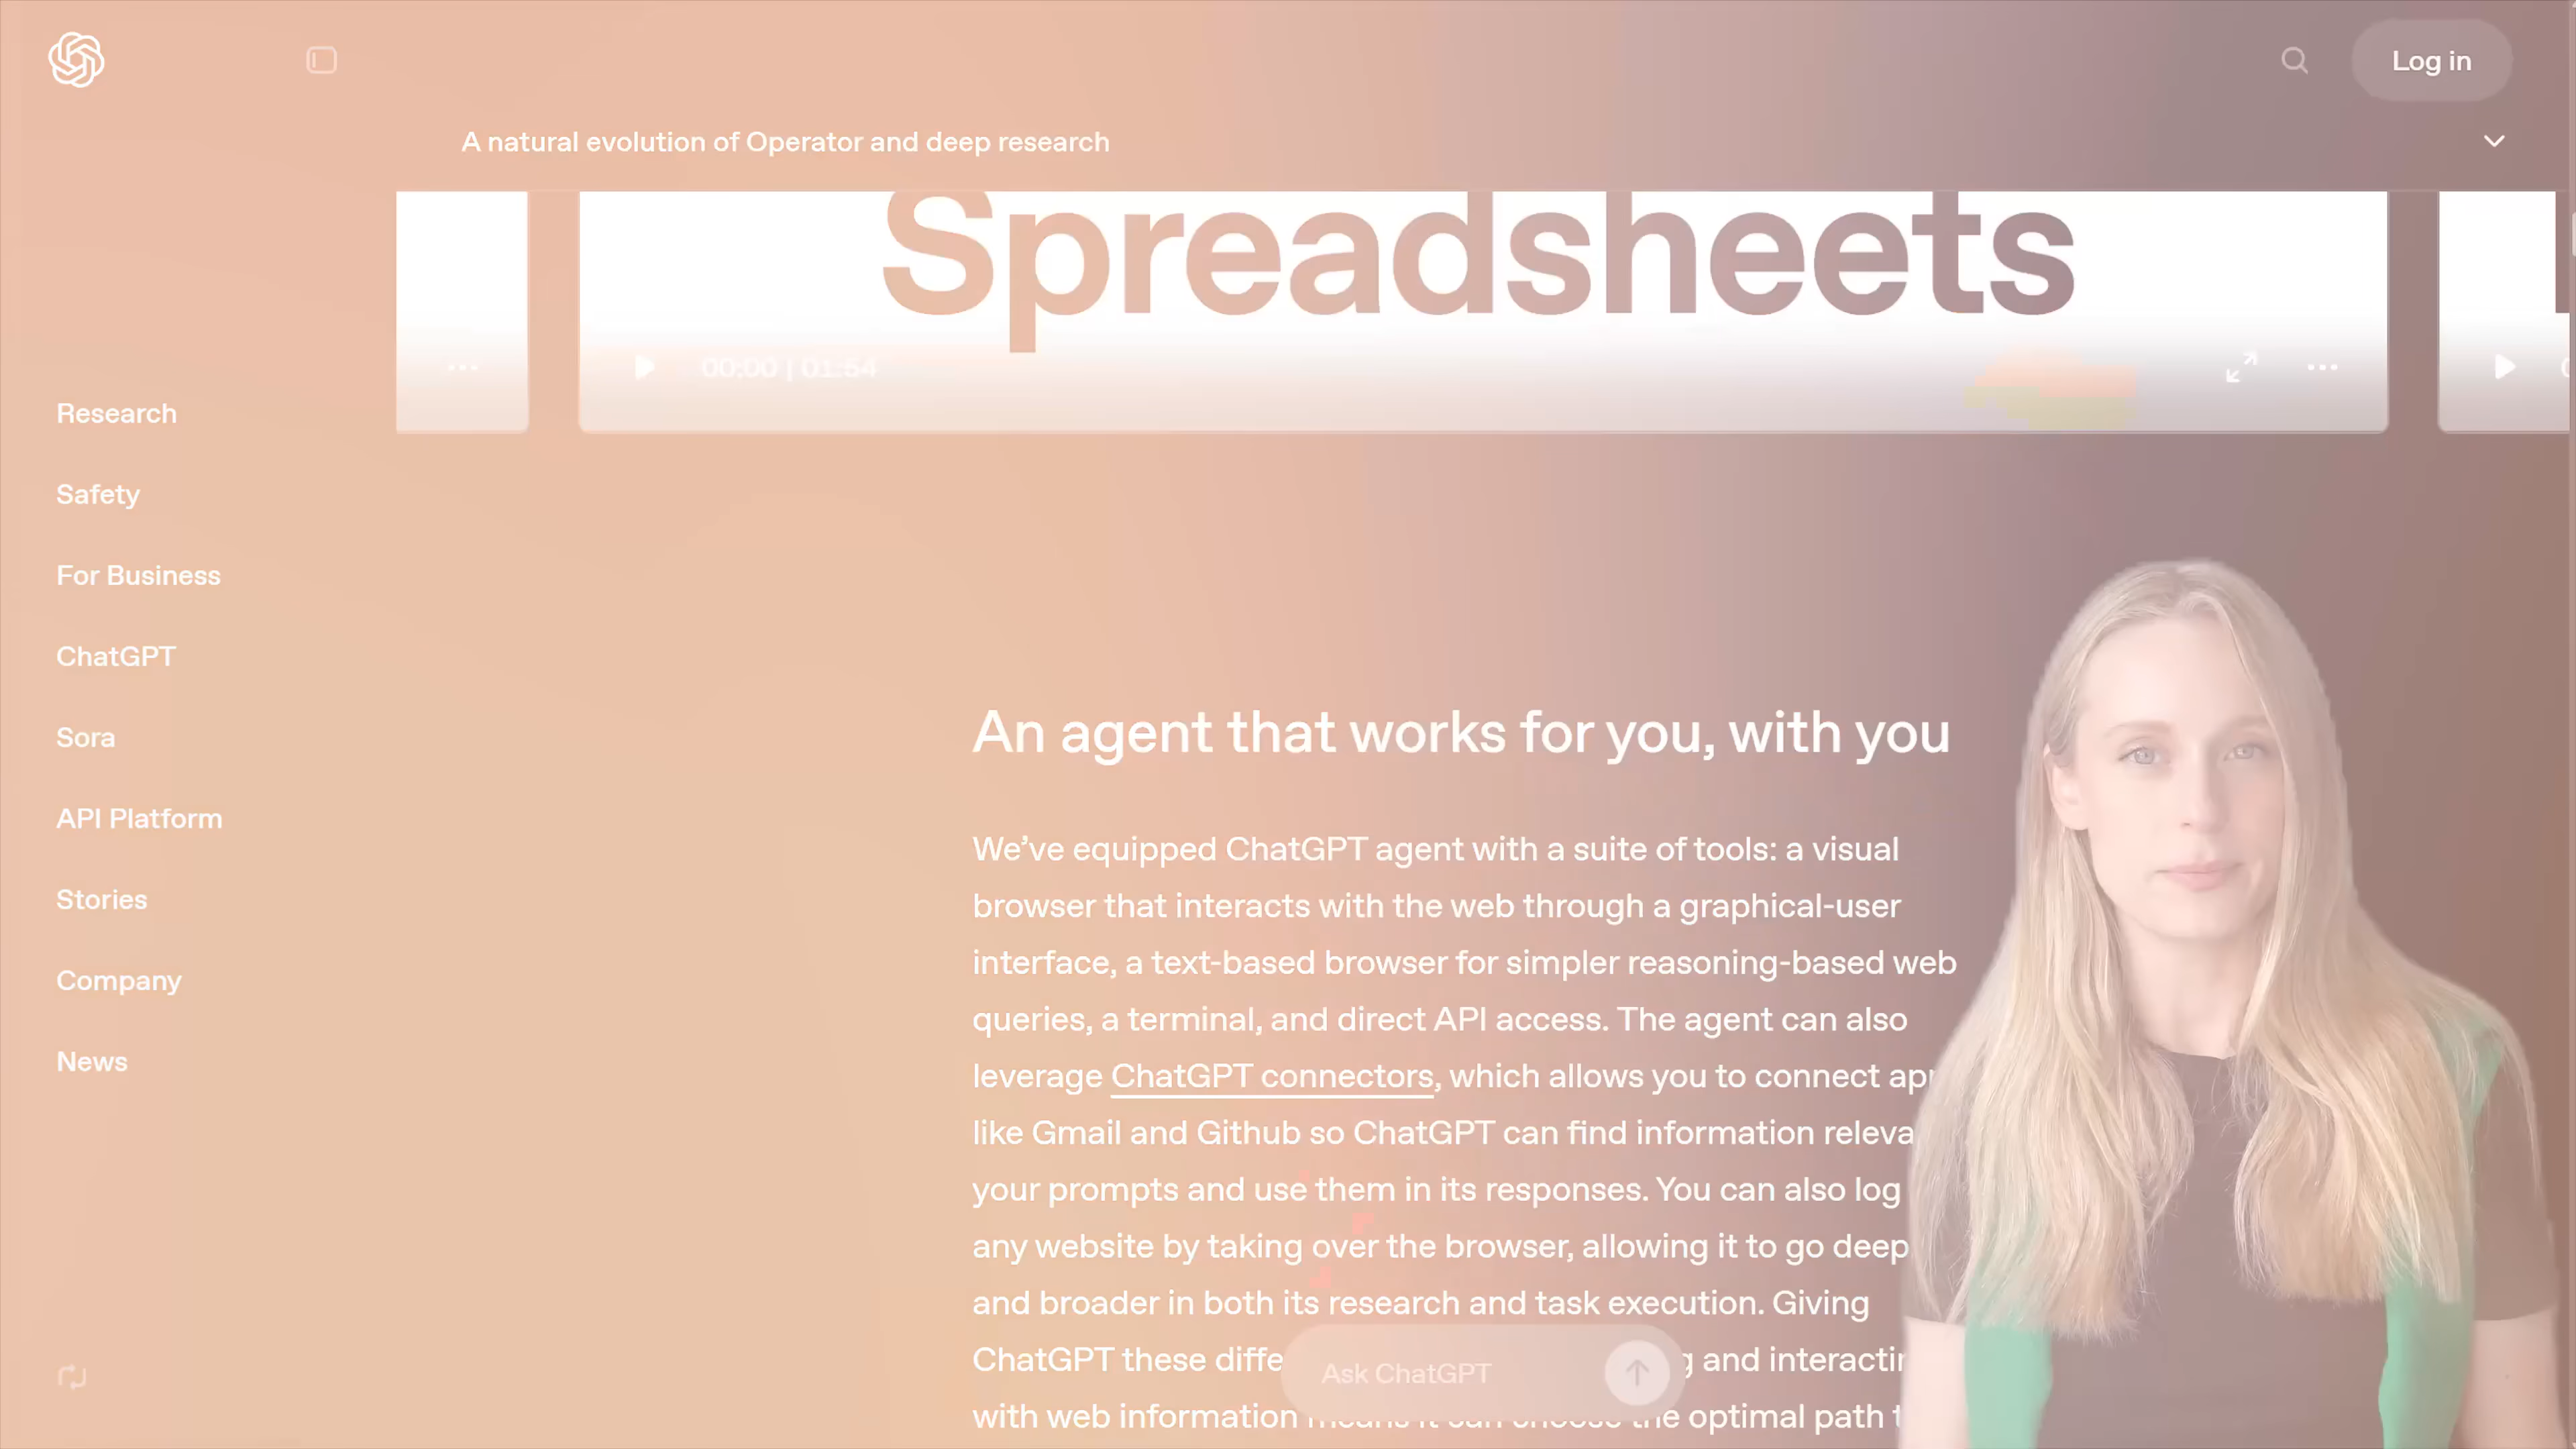 Log in
A natural evolution of Operator and deep research
Spreadsheets
00:00 | 01:54
Research
Safety
For Business
ChatGPT
Sora
API Platform
Stories
Company
News
An agent that works for you, with you
We’ve equipped ChatGPT agent with a suite of tools: a visual
browser that interacts with the web through a graphical-user
interface, a text-based browser for simpler reasoning-based web
queries, a terminal, and direct API access. The agent can also
leverage ChatGPT connectors, which allows you to connect
like Gmail and Github so ChatGPT can find information
your prompts and use them in its responses. You can also log
any website by taking over the browser, allowing it to go
and broader in both its research and task execution. Giving
ChatGPT these and
with web information the optimal path
Ask ChatGPT